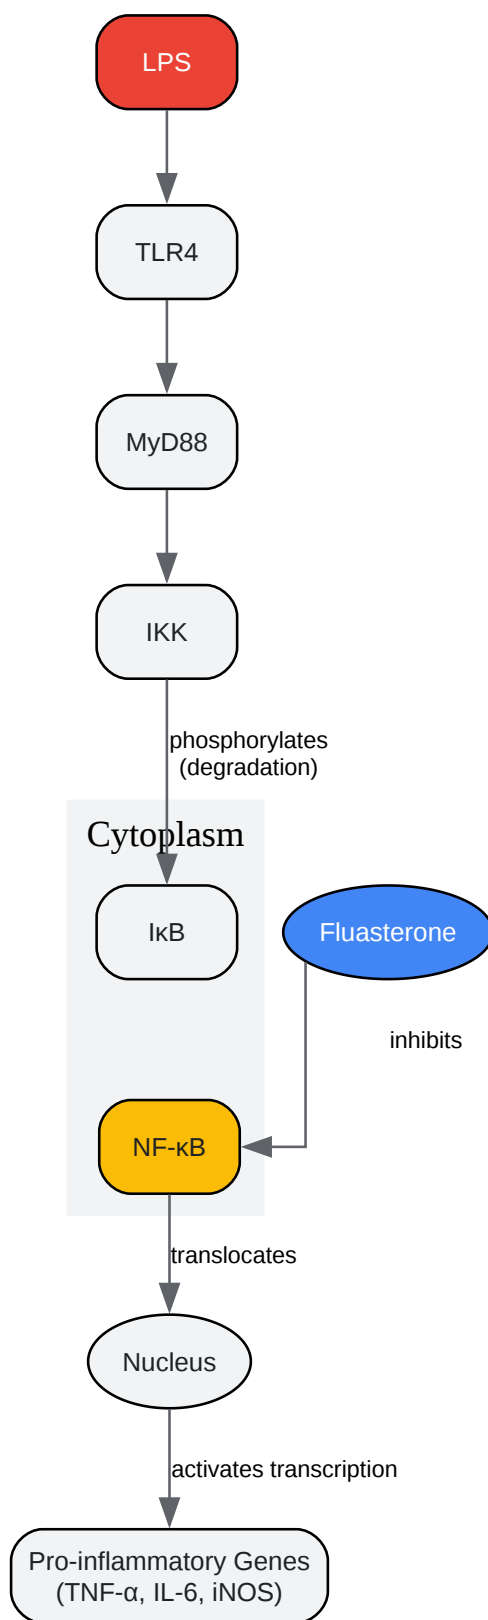 LPS
TLR4
MyD88
IKK
phosphorylates
(degradation)
Cytoplasm
IκB
Fluasterone
inhibits
NF-κB
translocates
Nucleus
activates transcription
Pro-inflammatory Genes
(TNF-α, IL-6, iNOS)